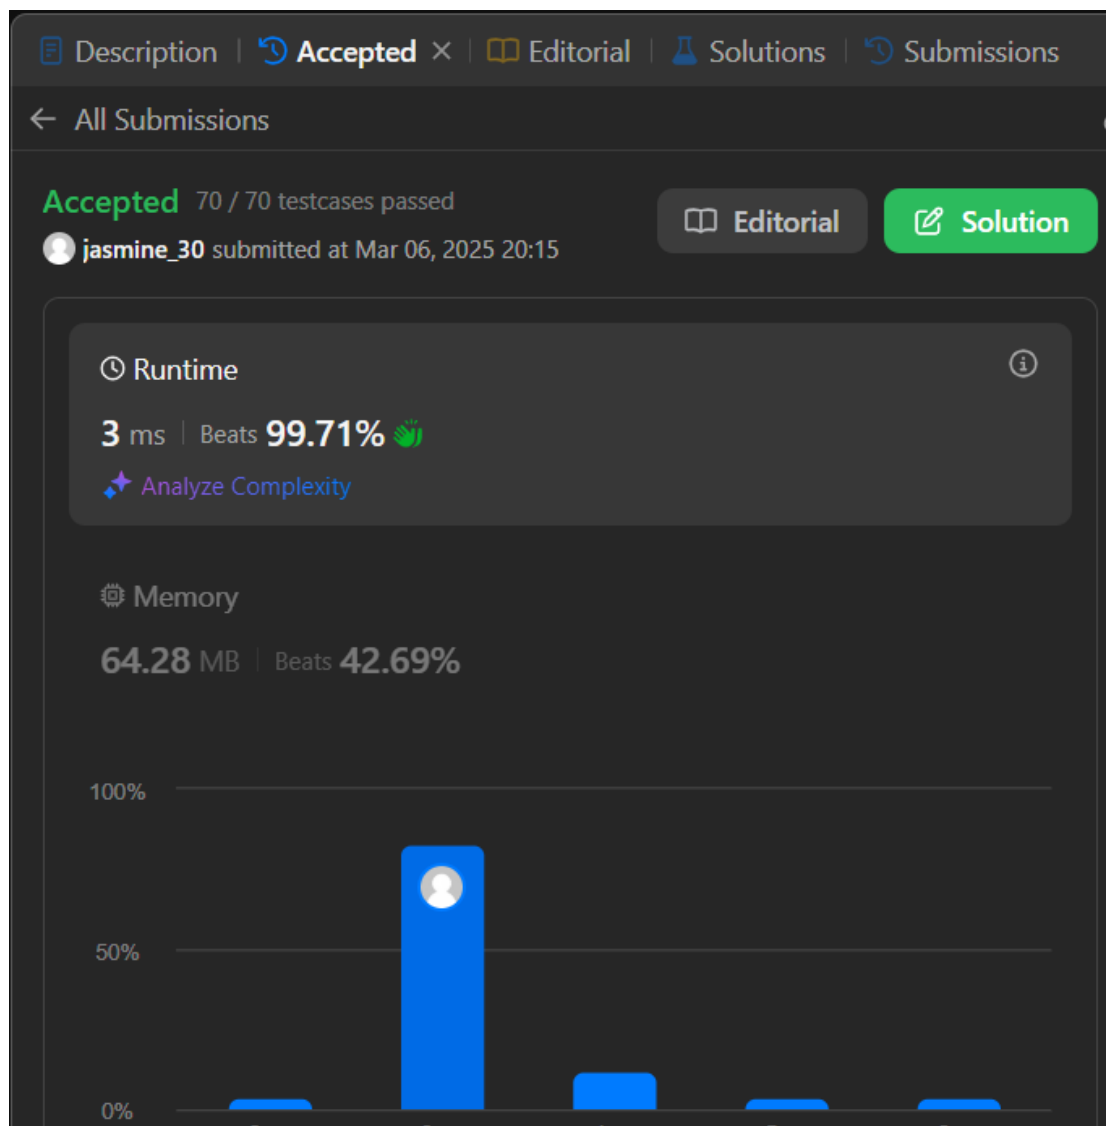 Description Accepted Editorial Solutions Submissions
All Submissions
Accepted 70 / 70 testcases passed
jasmine_30 submitted at Mar 06, 2025 20:15
Editorial Solution
Runtime
3 ms Beats 99.71%
Analyze Complexity
Memory
64.28 MB Beats 42.69%
100%
50%
0%